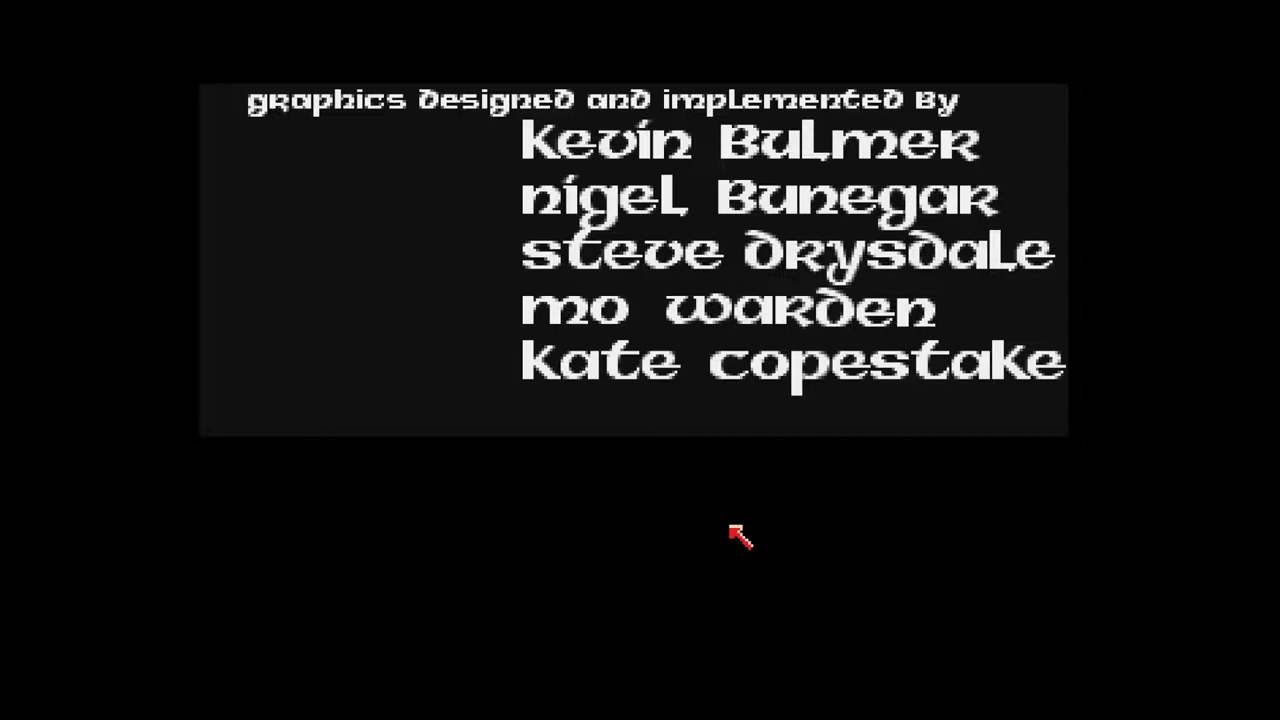 graphics designed and implemented By
kevin Bulmer
nigel Bunegar
steve drysdale
mo warden
kate copestake